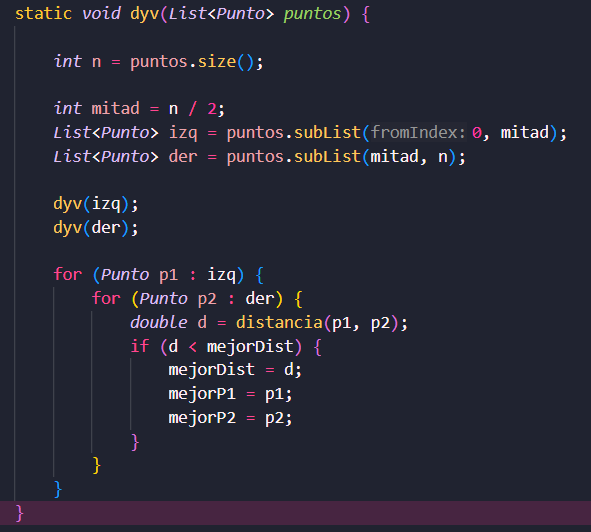 static void dyv(List<Punto> puntos) {
int n = puntos.size();
int mitad = n / 2;
List<Punto> izq = puntos.subList(fromIndex: 0, mitad);
List<Punto> der = puntos.subList(mitad, n);
dyv(izq);
dyv(der);
for (Punto p1 : izq) {
for (Punto p2 : der) {
double d = distancia(p1, p2);
if (d < mejorDist) {
mejorDist = d;
mejorP1 = p1;
mejorP2 = p2;
}
}
}
}